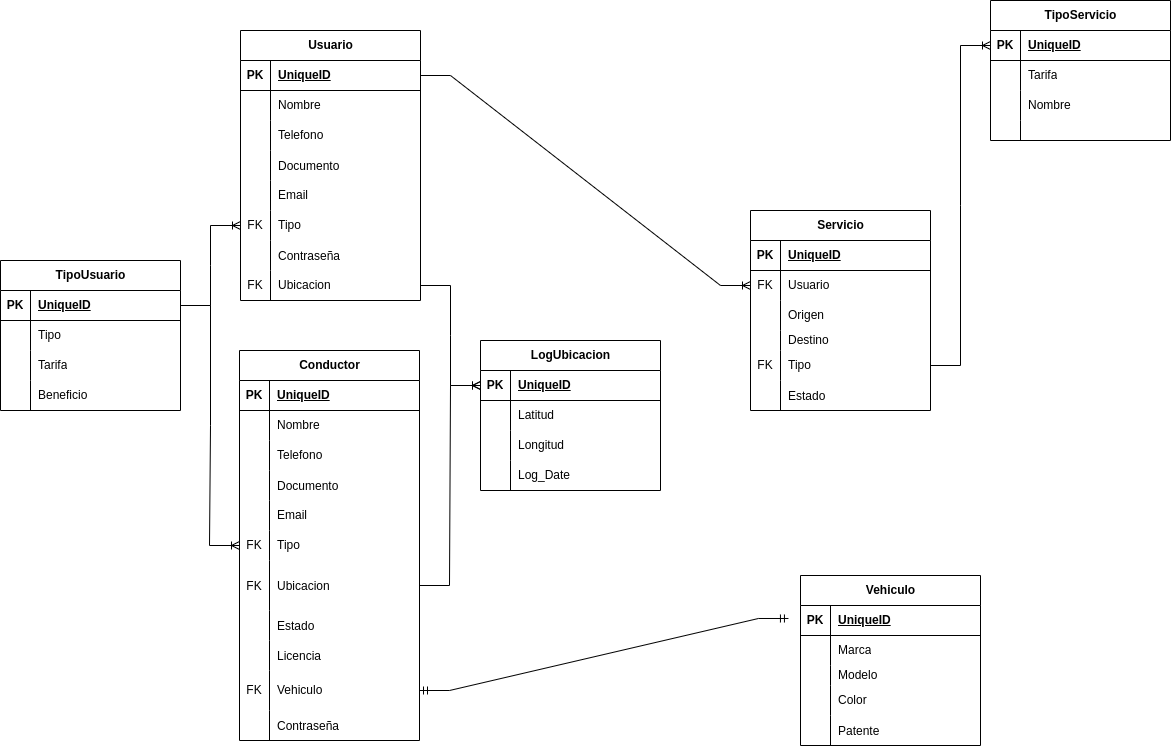 TipoServicio
PK UniqueID
Tarifa
Nombre
Usuario
PK UniqueID
Nombre
Telefono
Documento
Email
FK Tipo
Contraseña
FK Ubicacion
Servicio
PK UniqueID
FK Usuario
Origen
Destino
FK Tipo
Estado
TipoUsuario
PK UniqueID
Tipo
Tarifa
Beneficio
Conductor
PK UniqueID
Nombre
Telefono
Documento
Email
FK Tipo
FK Ubicacion
Estado
Licencia
FK Vehiculo
Contraseña
LogUbicacion
PK UniqueID
Latitud
Longitud
Log_Date
Vehiculo
PK UniqueID
Marca
Modelo
Color
Patente